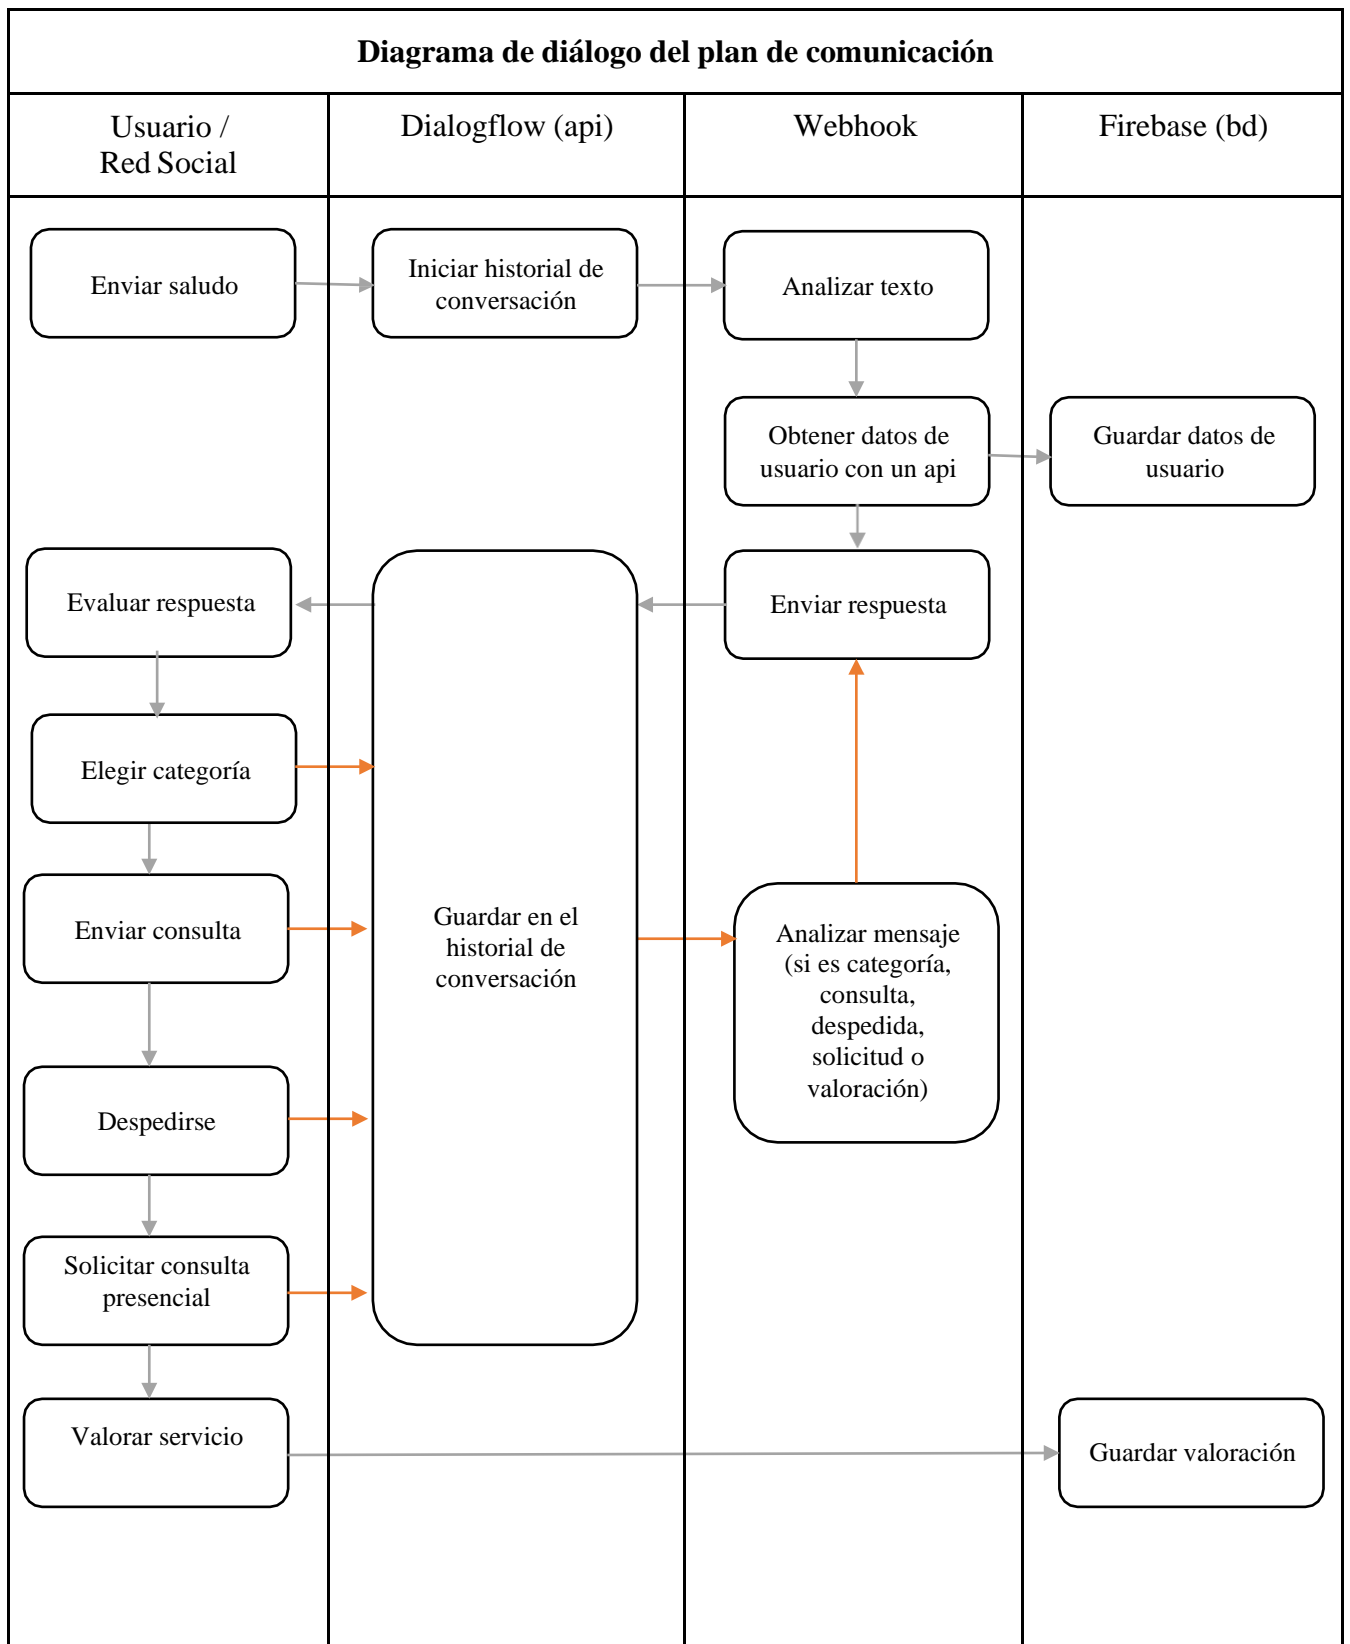 Diagrama de diálogo del plan de comunicación
Usuario /
Red Social
Dialogflow (api)
Webhook
Firebase (bd)
Enviar saludo
Iniciar historial de
conversación
Analizar texto
Obtener datos de
usuario con un api
Guardar datos de
usuario
Evaluar respuesta
Enviar respuesta
Elegir categoría
Enviar consulta
Guardar en el
historial de
conversación
Analizar mensaje
(si es categoría,
consulta,
despedida,
solicitud o
valoración)
Despedirse
Solicitar consulta
presencial
Valorar servicio
Guardar valoración